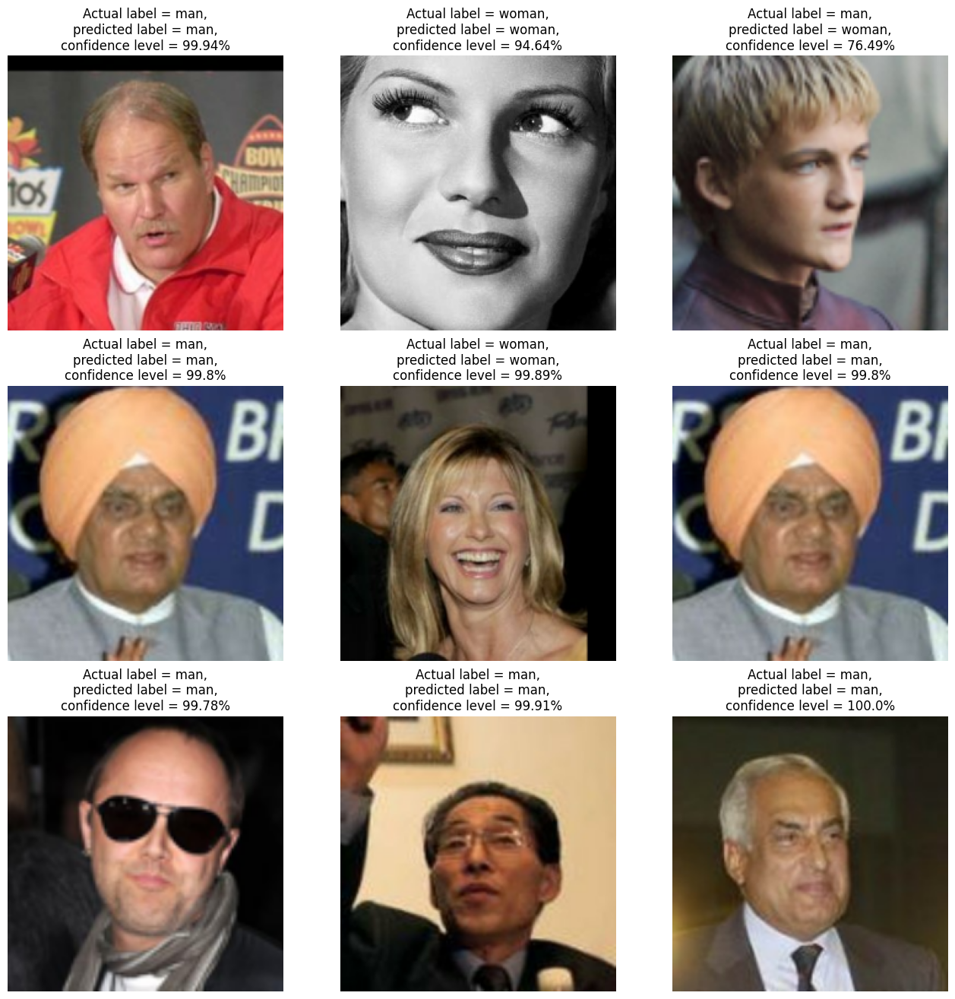 Actual label = man,
predicted label = man,
confidence level = 99.94%
Actual label = woman,
predicted label = woman,
confidence level = 94.64%
Actual label = man,
predicted label = woman,
confidence level = 76.49%
tos
BOWL
BOW
CHAMPION
Actual label = man,
predicted label = man,
confidence level = 99.8%
Actual label = woman,
predicted label = woman,
confidence level = 99.89%
Actual label = man,
predicted label = man,
confidence level = 99.8%
R
D
R
D
Actual label = man,
predicted label = man,
confidence level = 99.78%
Actual label = man,
predicted label = man,
confidence level = 99.91%
Actual label = man,
predicted label = man,
confidence level = 100.0%